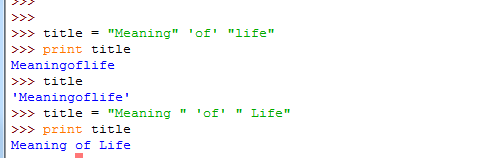 >>>
>>>
>>> title = "Meaning" 'of' "life"
>>> print title
Meaningoflife
>>> title
'Meaningoflife'
>>> title = "Meaning " 'of' " Life"
>>> print title
Meaning of Life